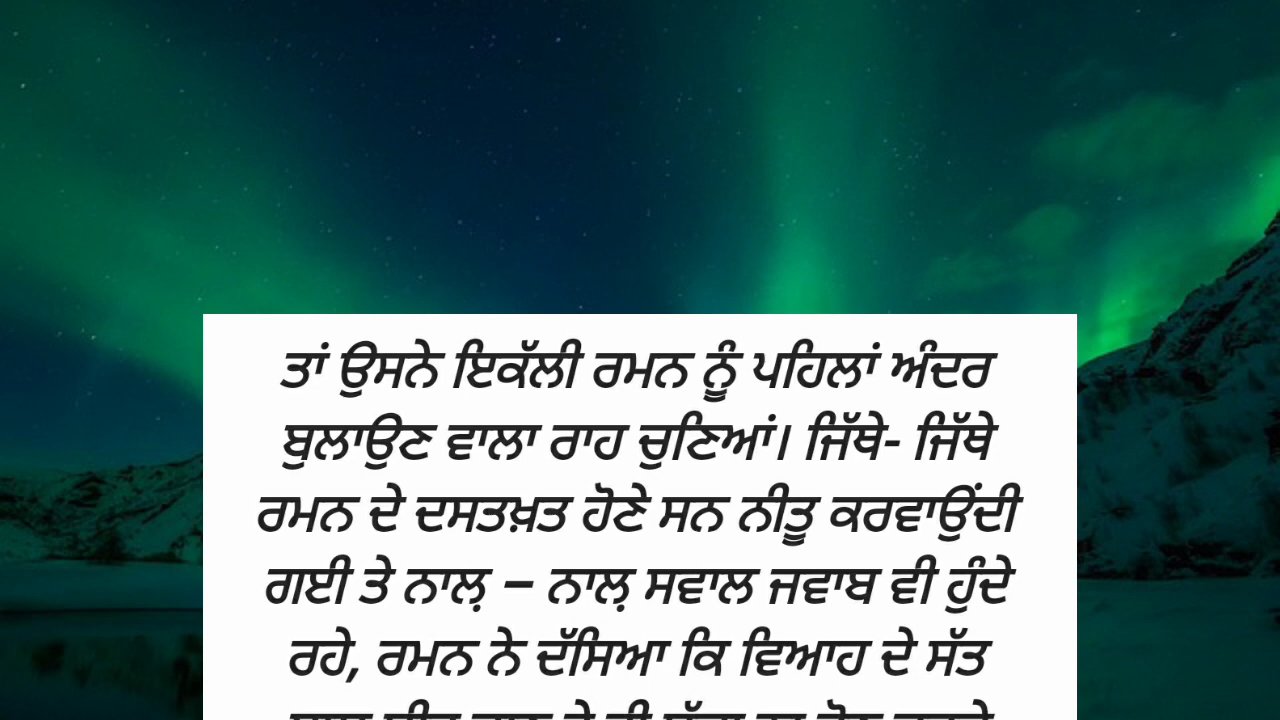 ਤਾਂ ਉਸਨੇ ਇਕੱਲੀ ਰਮਨ ਨੂੰ ਪਹਿਲਾਂ ਅੰਦਰ
ਬੁਲਾਉਣ ਵਾਲਾ ਰਾਹ ਚੁਣਿਆਂ। ਜਿੱਥੇ- ਜਿੱਥੇ
ਰਮਨ ਦੇ ਦਸਤਖ਼ਤ ਹੋਣੇ ਸਨ ਨੀਤੂ ਕਰਵਾਉਂਦੀ
ਗਈ ਤੇ ਨਾਲ਼ – ਨਾਲ਼ ਸਵਾਲ ਜਵਾਬ ਵੀ ਹੁੰਦੇ
ਰਹੇ, ਰਮਨ ਨੇ ਦੱਸਿਆ ਕਿ ਵਿਆਹ ਦੇ ਸੱਤ